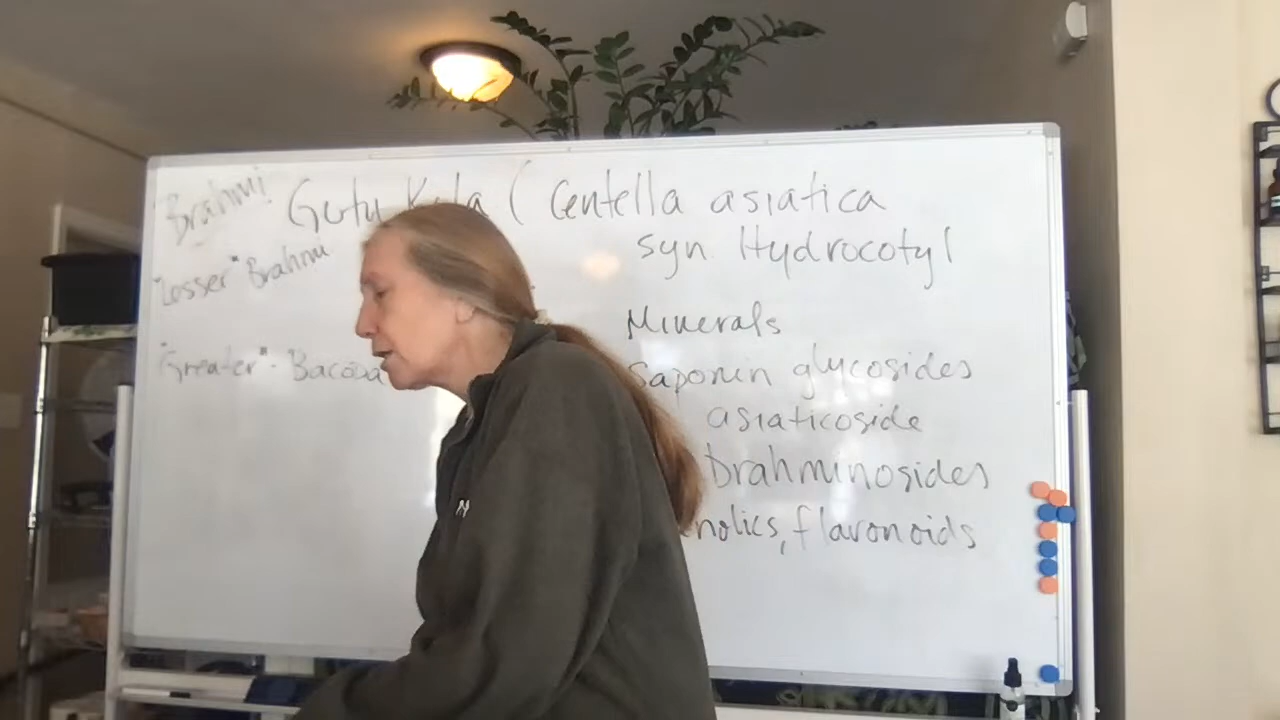 Brahmi
Gotu Kola ( Centella asiatica
syn. Hydrocotyl
"Lesser" Brahmi
"Greater" - Bacopa
Minerals
Saponin glycosides
asiaticoside
brahminosides
nolics, flavonoids